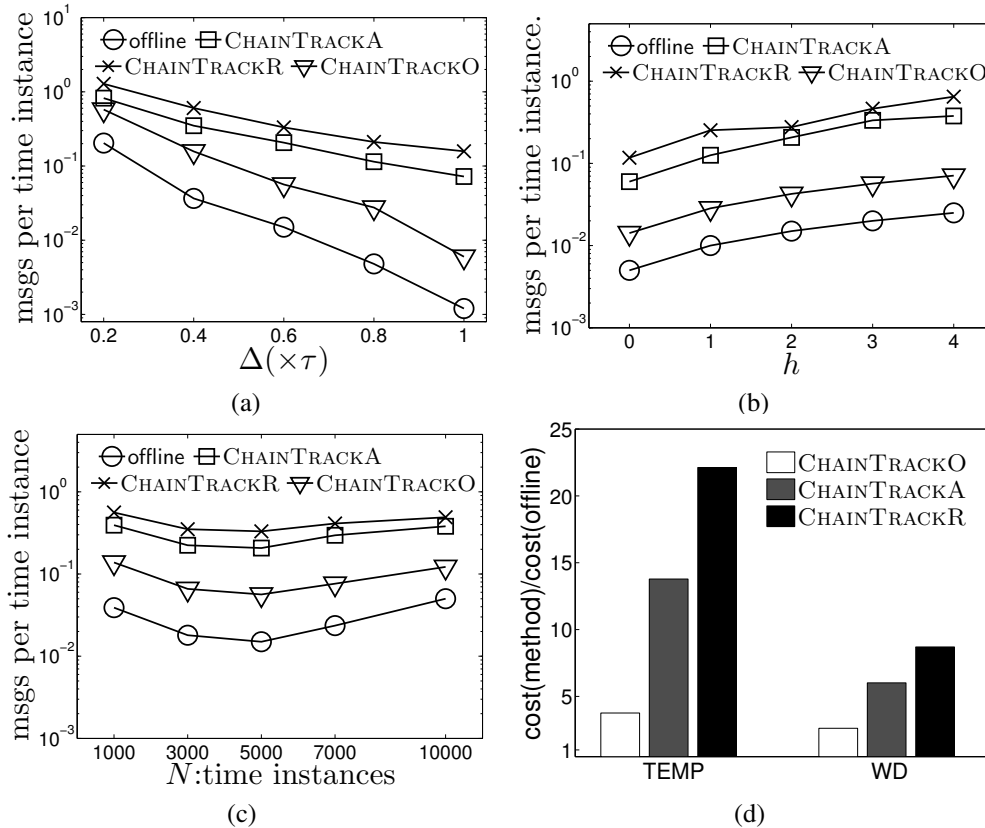 msgs per time instance
10^1
10^0
10^-1
10^-2
10^-3
offline CHAINTRACKA
CHAINTRACKR CHAINTRACKO
0.2 0.4 0.6 0.8 1
Δ(×τ)
(a)
msgs per time instance.
10^0
10^-1
10^-2
10^-3
offline CHAINTRACKA
CHAINTRACKR CHAINTRACKO
0 1 2 3 4
h
(b)
msgs per time instance
10^0
10^-1
10^-2
10^-3
offline CHAINTRACKA
CHAINTRACKR CHAINTRACKO
1000 3000 5000 7000 10000
N:time instances
(c)
cost(method)/cost(offline)
25
20
15
10
5
1
CHAINTRACKO
CHAINTRACKA
CHAINTRACKR
TEMP WD
(d)